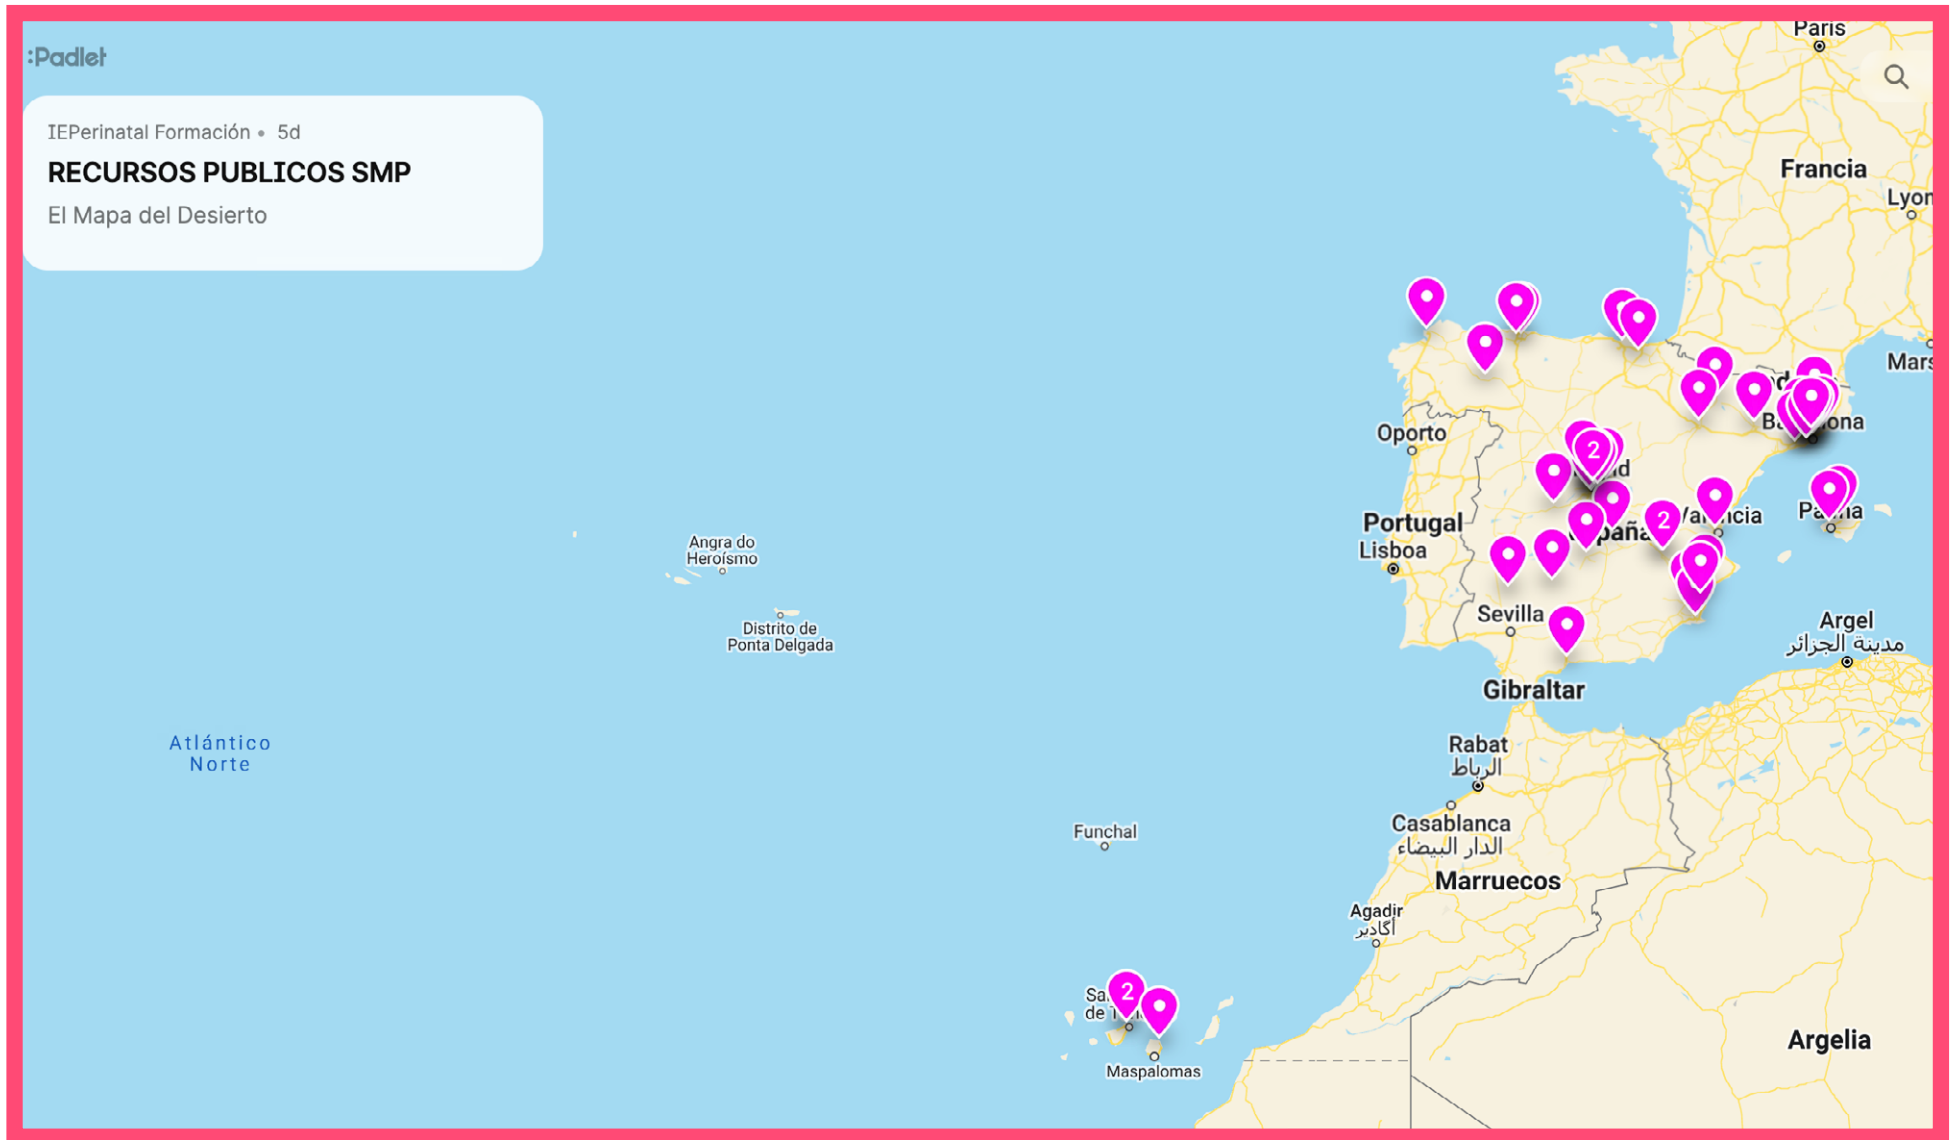 :Padlet
IEPerinatal Formación • 5d
RECURSOS PUBLICOS SMP
El Mapa del Desierto
París
Francia
Lyon
Oporto
Portugal
Lisboa
Sevilla
Gibraltar
Argel
مدينة الجزائر
Angra do
Heroísmo
Distrito de
Ponta Delgada
Atlántico
Norte
Rabat
الرباط
Funchal
Casablanca
الدار البيضاء
Marruecos
Agadir
أكادير
2
2
2
de
Maspalomas
Argelia